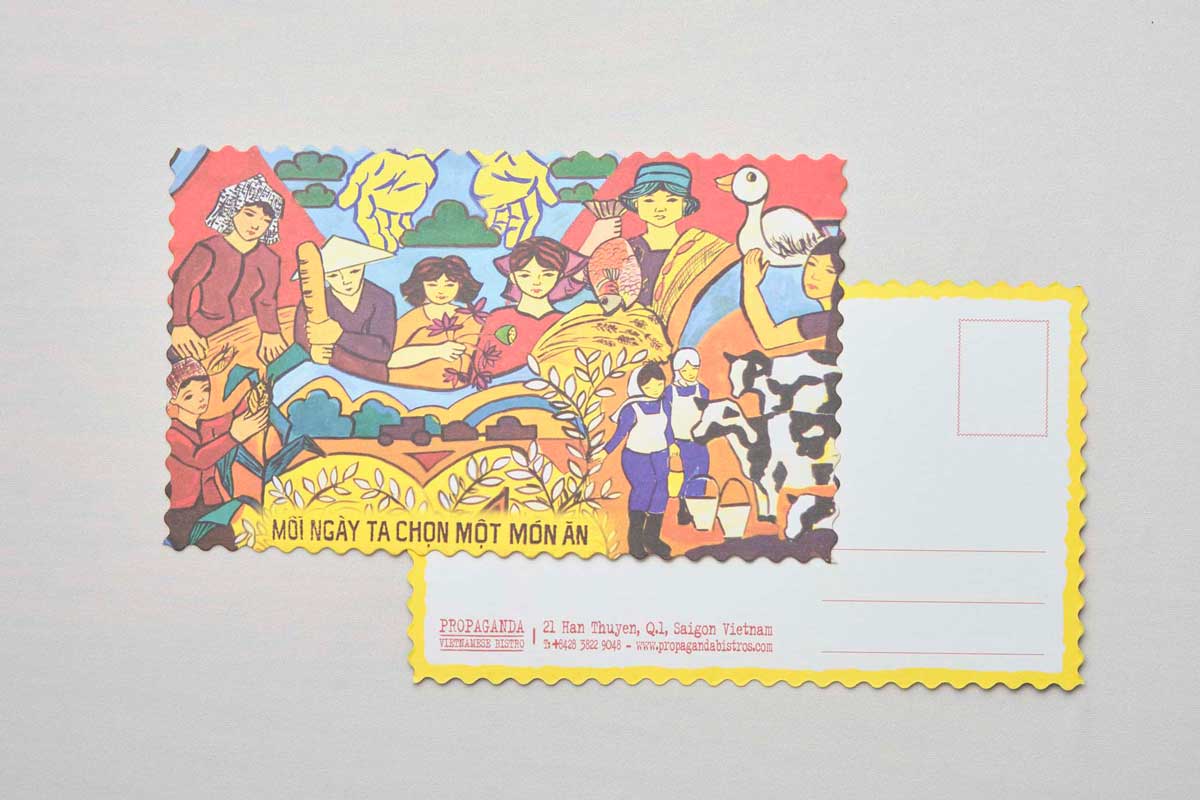 MỖI NGÀY TA CHỌN MỘT MÓN ĂN
PROPAGANDA
VIETNAMESE BISTRO
21 Han Thuyen, Q.1, Saigon Vietnam
T: +8428 3822 9048 - www.propagandabistros.com